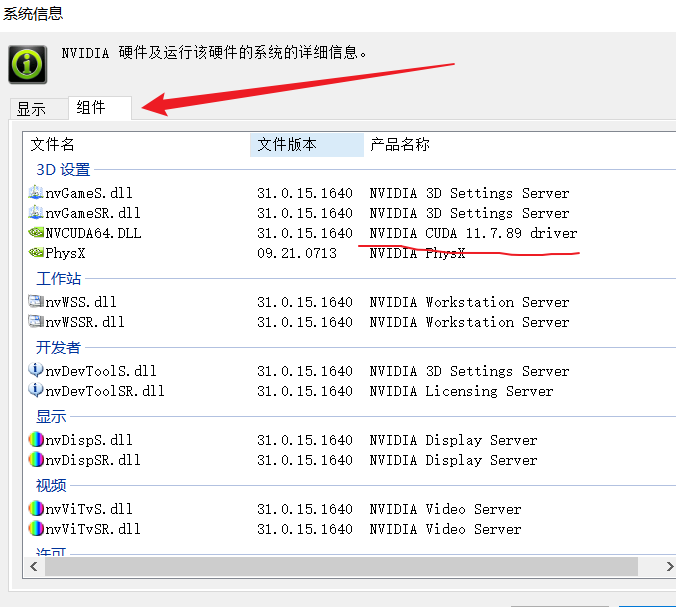 系统信息
NVIDIA 硬件及运行该硬件的系统的详细信息。
显示 组件
文件名 文件版本 产品名称
3D 设置
nvGameS.dll 31.0.15.1640 NVIDIA 3D Settings Server
nvGameSR.dll 31.0.15.1640 NVIDIA 3D Settings Server
NVCUDA64.DLL 31.0.15.1640 NVIDIA CUDA 11.7.89 driver
PhysX 09.21.0713 NVIDIA PhysX
工作站
nvWSS.dll 31.0.15.1640 NVIDIA Workstation Server
nvWSSR.dll 31.0.15.1640 NVIDIA Workstation Server
开发者
nvDevToolS.dll 31.0.15.1640 NVIDIA 3D Settings Server
nvDevToolSR.dll 31.0.15.1640 NVIDIA Licensing Server
显示
nvDispS.dll 31.0.15.1640 NVIDIA Display Server
nvDispSR.dll 31.0.15.1640 NVIDIA Display Server
视频
nvViTvS.dll 31.0.15.1640 NVIDIA Video Server
nvViTvSR.dll 31.0.15.1640 NVIDIA Video Server
许可